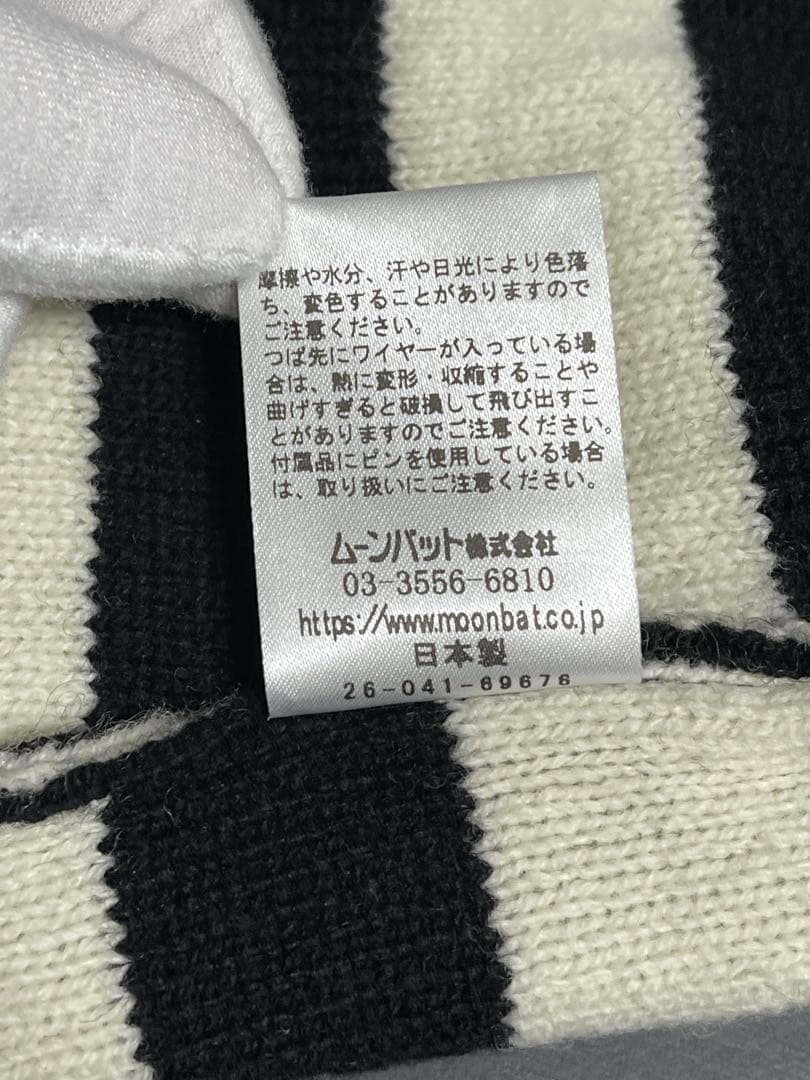 摩擦や水分、汗や日光により色落
ち、変色することがありますので
ご注意ください。
つば先にワイヤーが入っている場
合は、熱に変形・収縮することや
曲げすぎると破損して飛び出すこ
とがありますのでご注意ください。
付属品にピンを使用している場合
は、取り扱いにご注意ください。
ムーンバット株式会社
03-3556-6810
https://www.moonbat.co.jp
日本製
26-041-69676